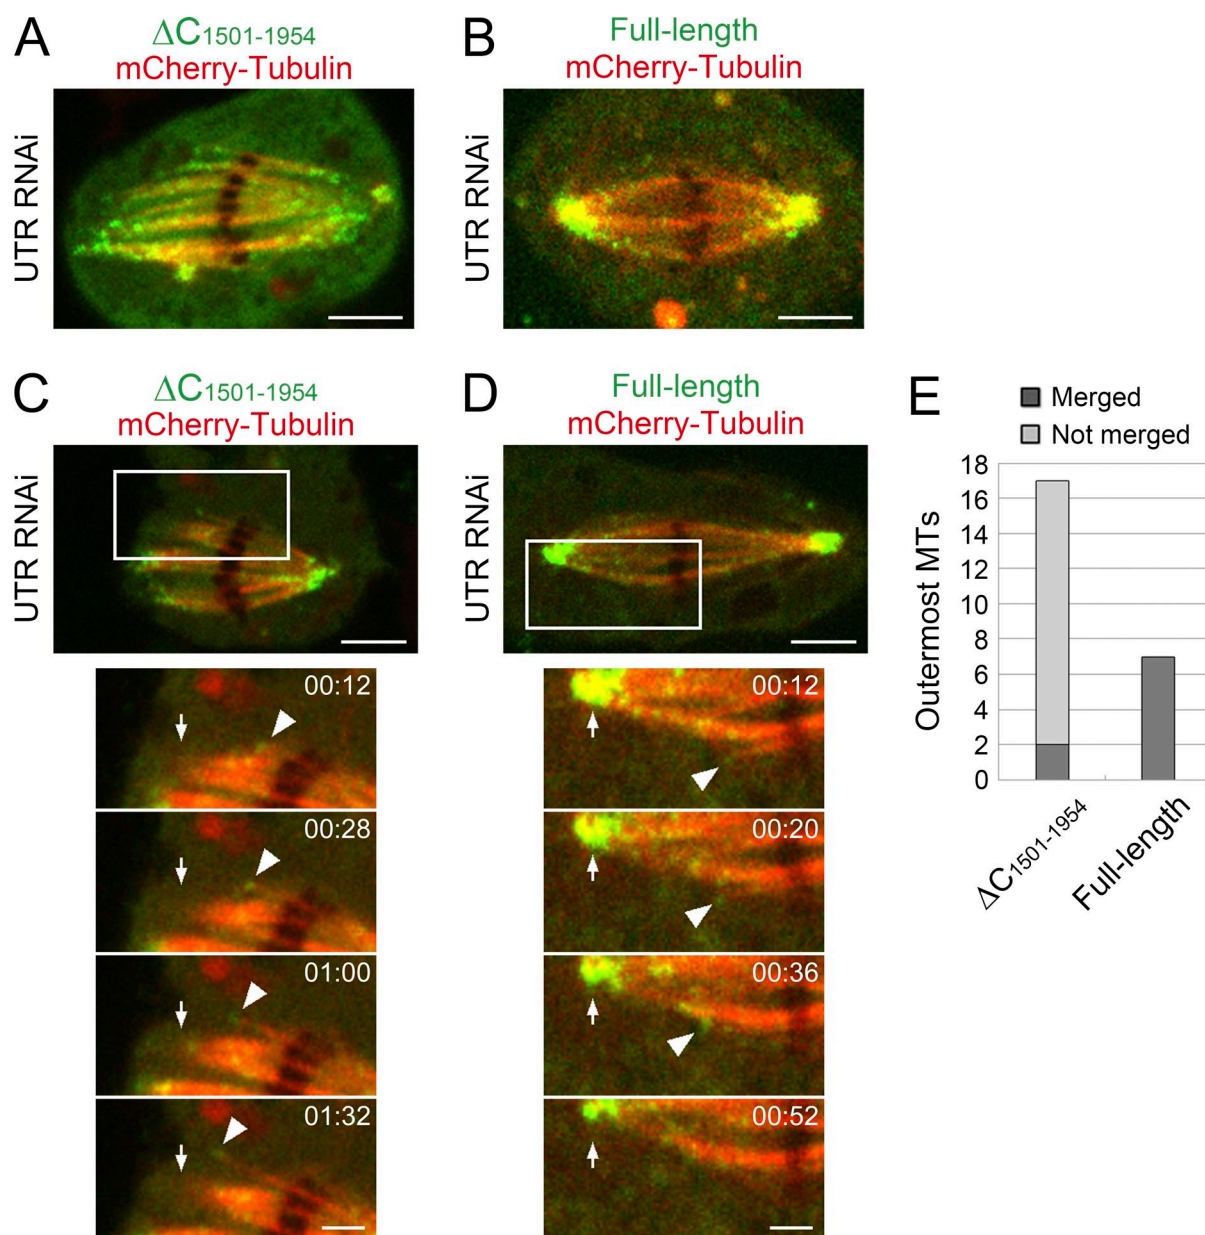 A
ΔC1501-1954
mCherry-Tubulin
UTR RNAi
B
Full-length
mCherry-Tubulin
UTR RNAi
C
ΔC1501-1954
mCherry-Tubulin
UTR RNAi
00:12
00:28
01:00
01:32
D
Full-length
mCherry-Tubulin
UTR RNAi
00:12
00:20
00:36
00:52
E
Merged
Not merged
Outermost MTs
18
16
14
12
10
8
6
4
2
0
ΔC1501-1954
Full-length